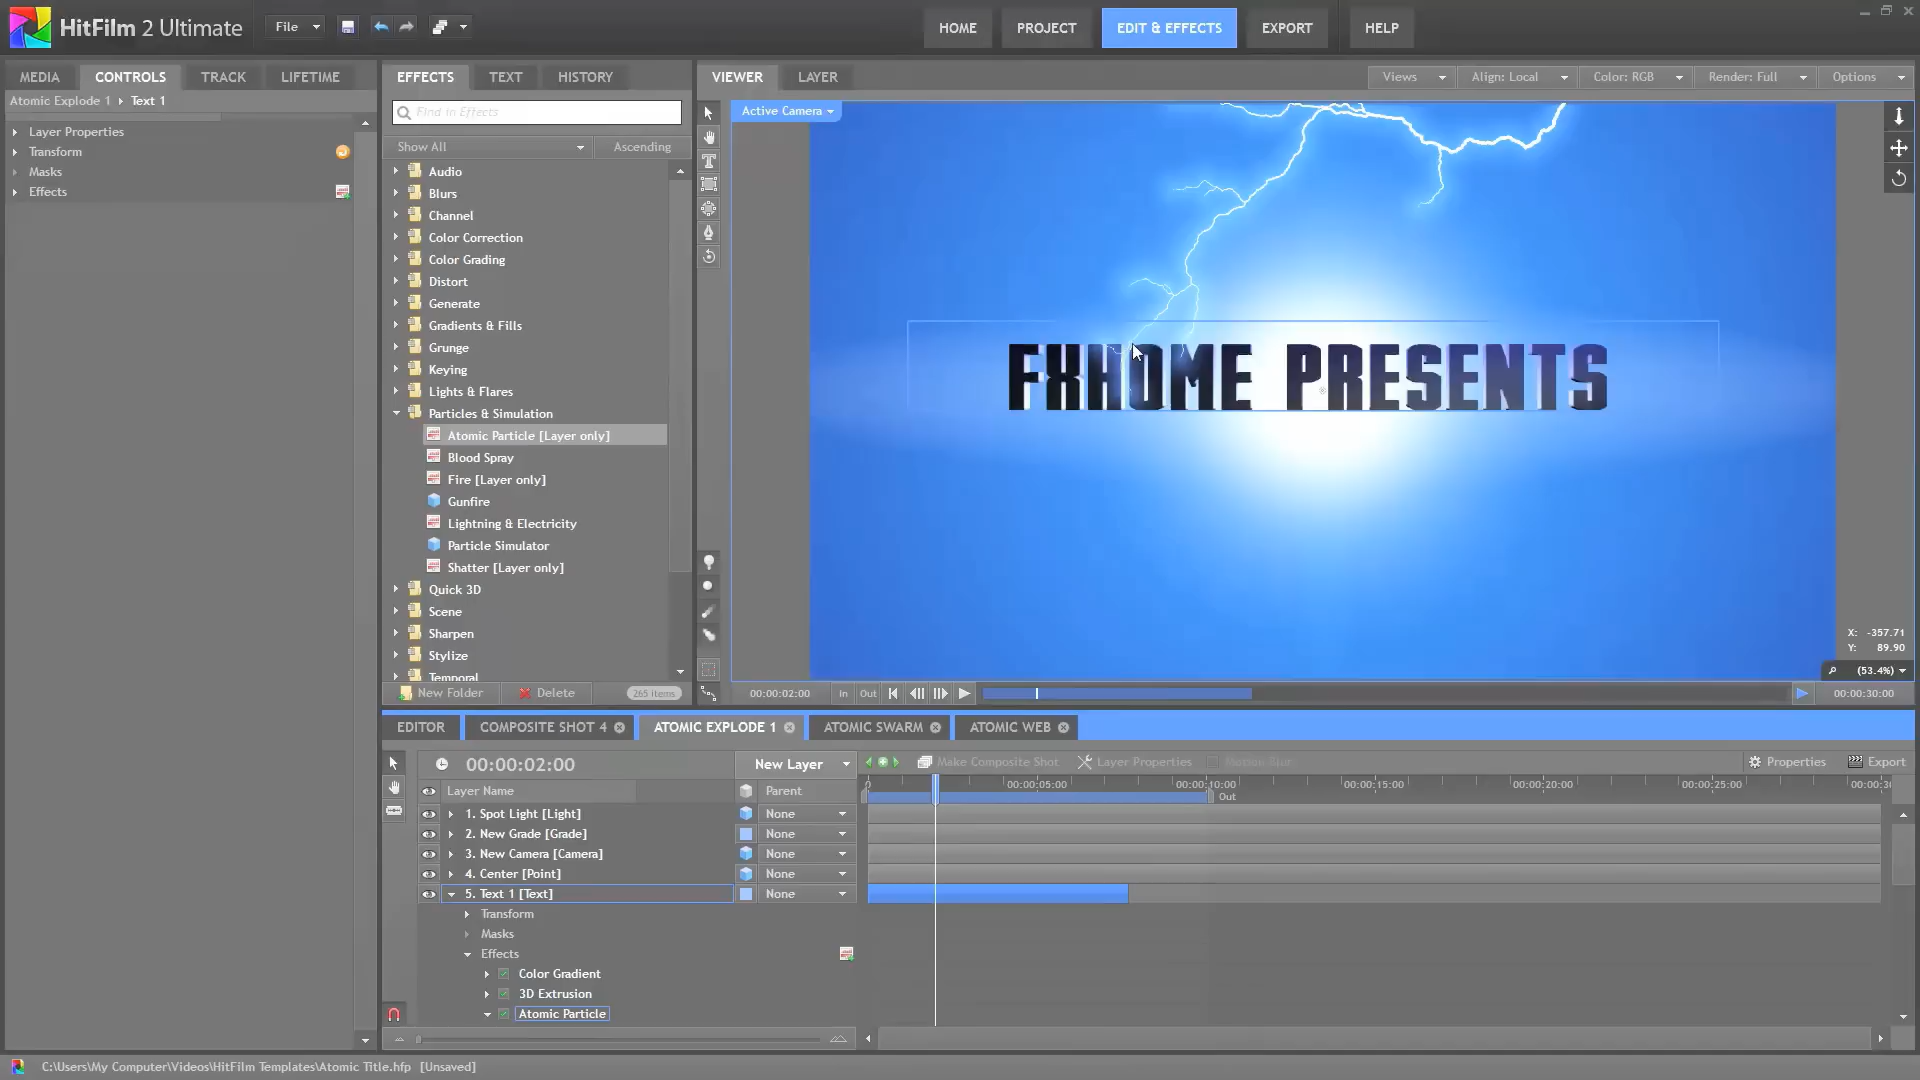 HitFilm 2 Ultimate
File
HOME
PROJECT
EDIT & EFFECTS
EXPORT
HELP
MEDIA
CONTROLS
TRACK
LIFETIME
Atomic Explode 1 Text 1
Layer Properties
Transform
Masks
Effects
EFFECTS
TEXT
HISTORY
Find in Effects
Show All
Ascending
Audio
Blurs
Channel
Color Correction
Color Grading
Distort
Generate
Gradients & Fills
Grunge
Keying
Lights & Flares
Particles & Simulation
Atomic Particle [Layer only]
Blood Spray
Fire [Layer only]
Gunfire
Lightning & Electricity
Particle Simulator
Shatter [Layer only]
Quick 3D
Scene
Sharpen
Stylize
Temporal
New Folder
Delete
265 items
VIEWER
LAYER
Views
Align: Local
Color: RGB
Render: Full
Options
Active Camera
FXHOME PRESENTS
X: -357.71
Y: 89.90
(53.4%)
00:00:02:00
In
Out
00:00:30:00
EDITOR
COMPOSITE SHOT 4
ATOMIC EXPLODE 1
ATOMIC SWARM
ATOMIC WEB
00:00:02:00
New Layer
Make Composite Shot
Layer Properties
Motion Blur
Properties
Export
Layer Name
Parent
0
00:00:05:00
00:00:10:00
00:00:15:00
00:00:20:00
00:00:25:00
00:00:30
Out
1. Spot Light [Light]
None
2. New Grade [Grade]
None
3. New Camera [Camera]
None
4. Center [Point]
None
5. Text 1 [Text]
None
Transform
Masks
Effects
Color Gradient
3D Extrusion
Atomic Particle
C:\Users\My Computer\Videos\HitFilm Templates\Atomic Title.hfp [Unsaved]